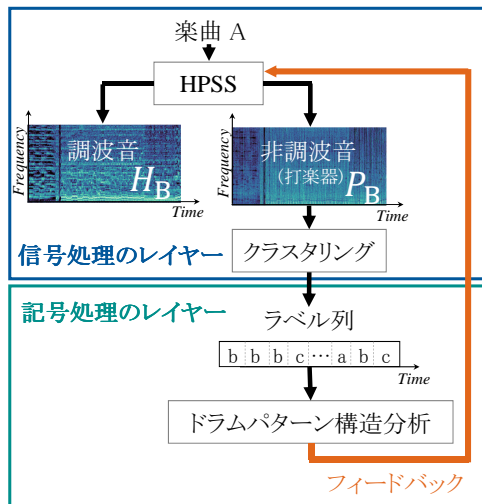 楽曲 A
HPSS
Frequency
調波音
H_B
Time
Frequency
非調波音
(打楽器)
P_B
Time
クラスタリング
信号処理のレイヤー
記号処理のレイヤー
ラベル列
b b b c … a b c
Time
ドラムパターン構造分析
フィードバック